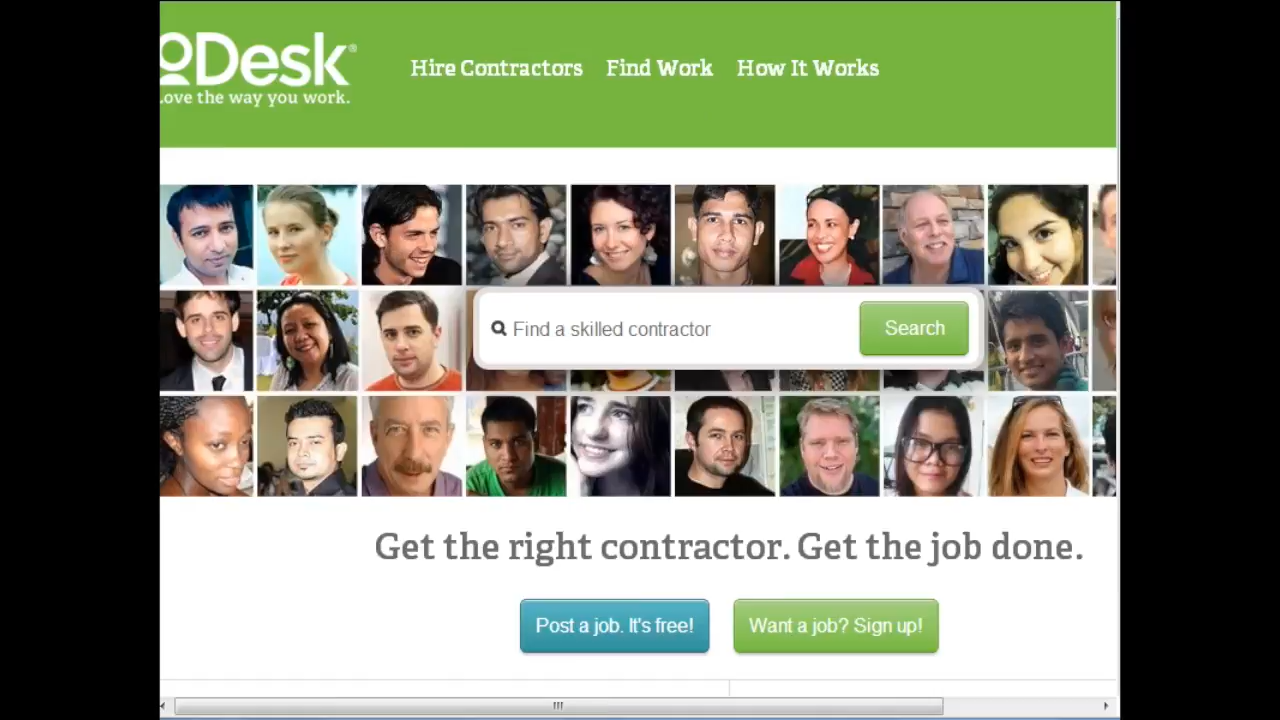 oDesk®
Love the way you work.
Hire Contractors Find Work How It Works
Find a skilled contractor Search
Get the right contractor. Get the job done.
Post a job. It's free! Want a job? Sign up!